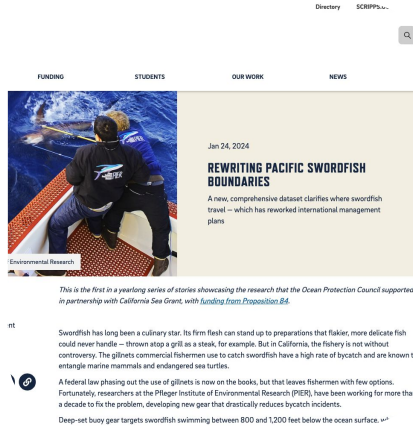 Directory SCRIPPS.
FUNDING STUDENTS OUR WORK NEWS
PIER
Jan 24, 2024
REWRITING PACIFIC SWORDFISH
BOUNDARIES
A new, comprehensive dataset clarifies where swordfish
travel — which has reworked international management
plans
Environmental Research
This is the first in a yearlong series of stories showcasing the research that the Ocean Protection Council supported
in partnership with California Sea Grant, with funding from Proposition 84.
nt
Swordfish has long been a culinary star. Its firm flesh can stand up to preparations that flakier, more delicate fish
could never handle — thrown atop a grill as a steak, for example. But in California, the fishery is not without
controversy. The gillnets commercial fishermen use to catch swordfish have a high rate of bycatch and are known t
entangle marine mammals and endangered sea turtles.
A federal law phasing out the use of gillnets is now on the books, but that leaves fishermen with few options.
Fortunately, researchers at the Pfleger Institute of Environmental Research (PIER), have been working for more tha
a decade to fix the problem, developing new gear that drastically reduces bycatch incidents.
Deep-set buoy gear targets swordfish swimming between 800 and 1,200 feet below the ocean surface.